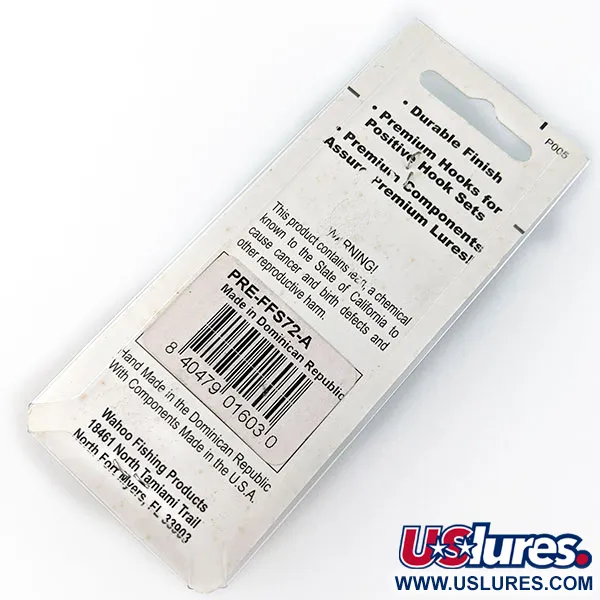 P005
• Durable Finish
• Premium Hooks for
Positive Hook Sets
• Premium Components
Assure Premium Lures!
WARNING!
This product contains lead, a chemical
known to the State of California to
cause cancer and birth defects and
other reproductive harm.
PRE-FFS72-A
Made in Dominican Republic
8 40479 01603 0
Hand Made in the Dominican Republic
With Components Made in the U.S.A.
Wahoo Fishing Products
18461 North Tamiami Trail
North Fort Myers, FL 33903
USlures.
WWW.USLURES.COM